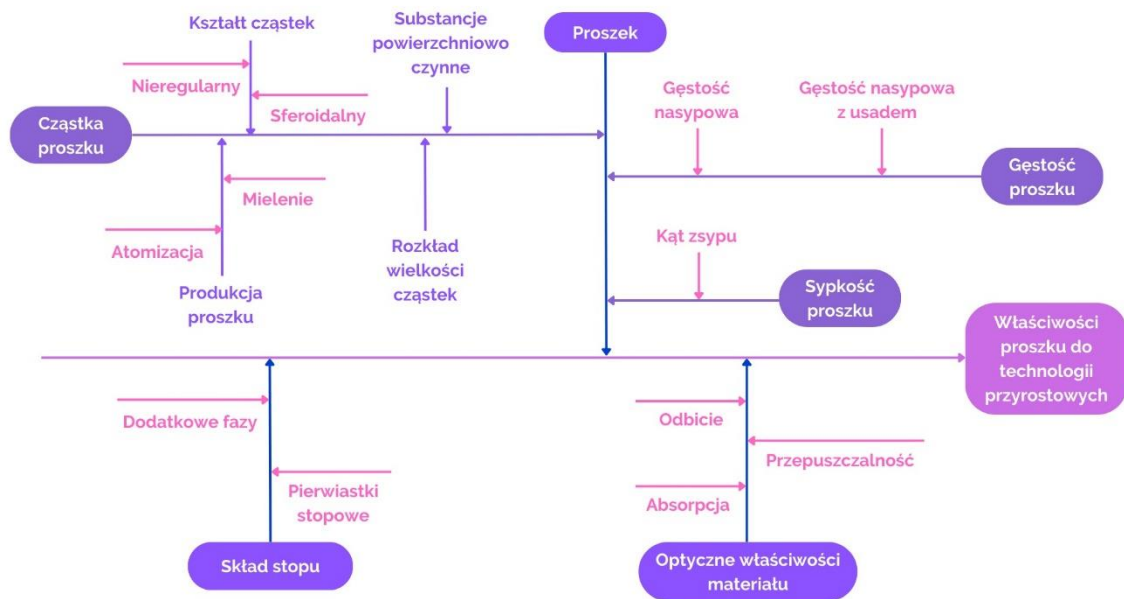 Kształt cząstek
Substancje
powierzchniowo
czynne
Proszek
Nieregularny
Sferoidalny
Gęstość
nasypowa
Gęstość nasypowa
z usadem
Cząstka
proszku
Gęstość
proszku
Mielenie
Atomizacja
Kąt zsypu
Rozkład
wielkości
cząstek
Produkcja
proszku
Sypkość
proszku
Właściwości
proszku do
technologii
przyrostowych
Dodatkowe fazy
Odbicie
Przepuszczalność
Pierwiastki
stopowe
Absorpcja
Skład stopu
Optyczne właściwości
materiału